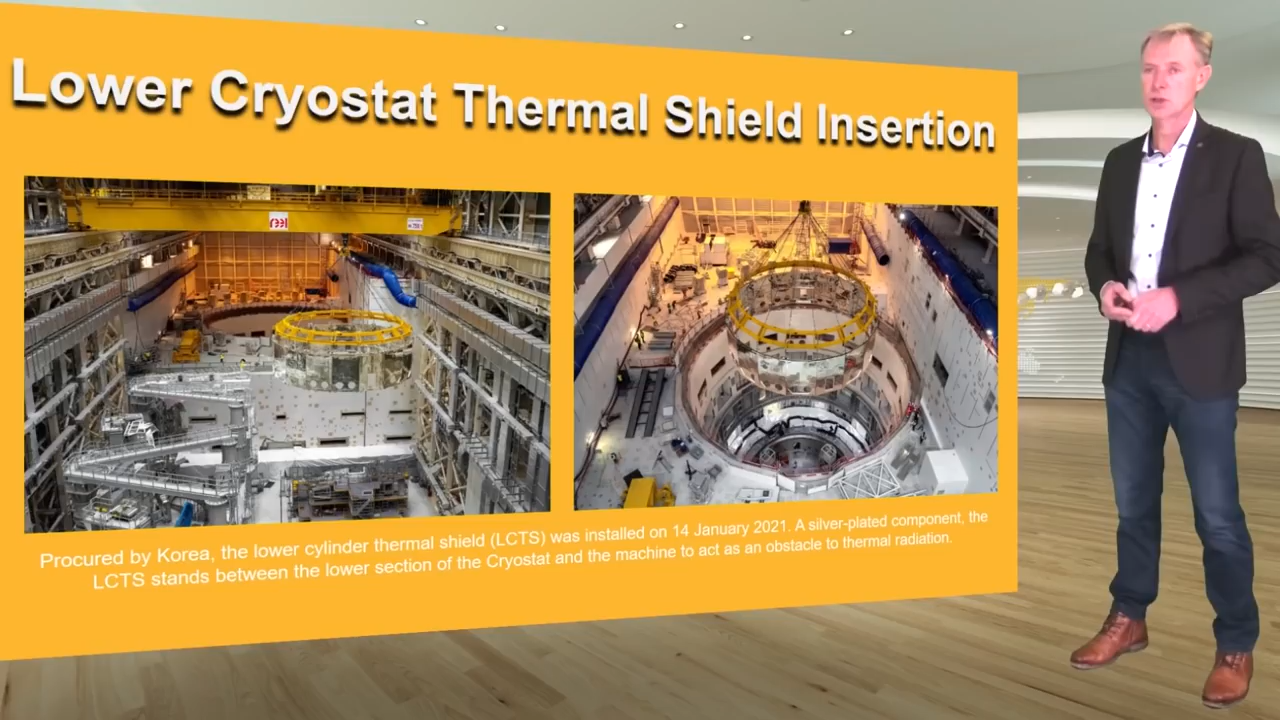 Lower Cryostat Thermal Shield Insertion
reel
Procured by Korea, the lower cylinder thermal shield (LCTS) was installed on 14 January 2021. A silver-plated component, the
LCTS stands between the lower section of the Cryostat and the machine to act as an obstacle to thermal radiation.